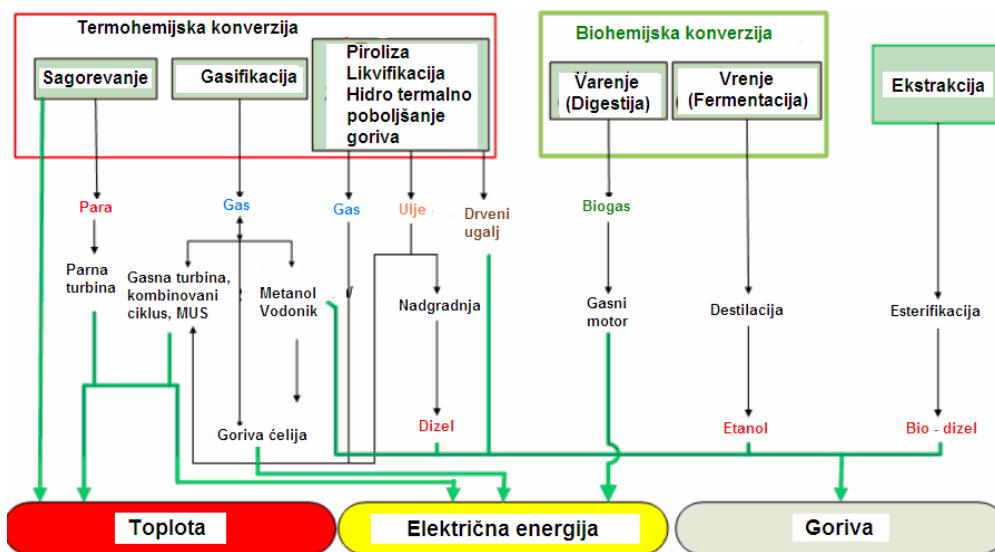 Termohemijska konverzija
Biohemijska konverzija
Sagorevanje
Gasifikacija
Piroliza
Likvifikacija
Hidro termalno
poboljšanje
goriva
Varenje
(Digestija)
Vrenje
(Fermentacija)
Ekstrakcija
Para
Gas
Gas
Ulje
Drveni
ugalj
Biogas
Parna
turbina
Gasna turbina,
kombinovani
ciklus, MUS
Metanol
Vodonik
Nadgradnja
Gasni
motor
Destilacija
Esterifikacija
Goriva ćelija
Dizel
Etanol
Bio - dizel
Toplota
Električna energija
Goriva